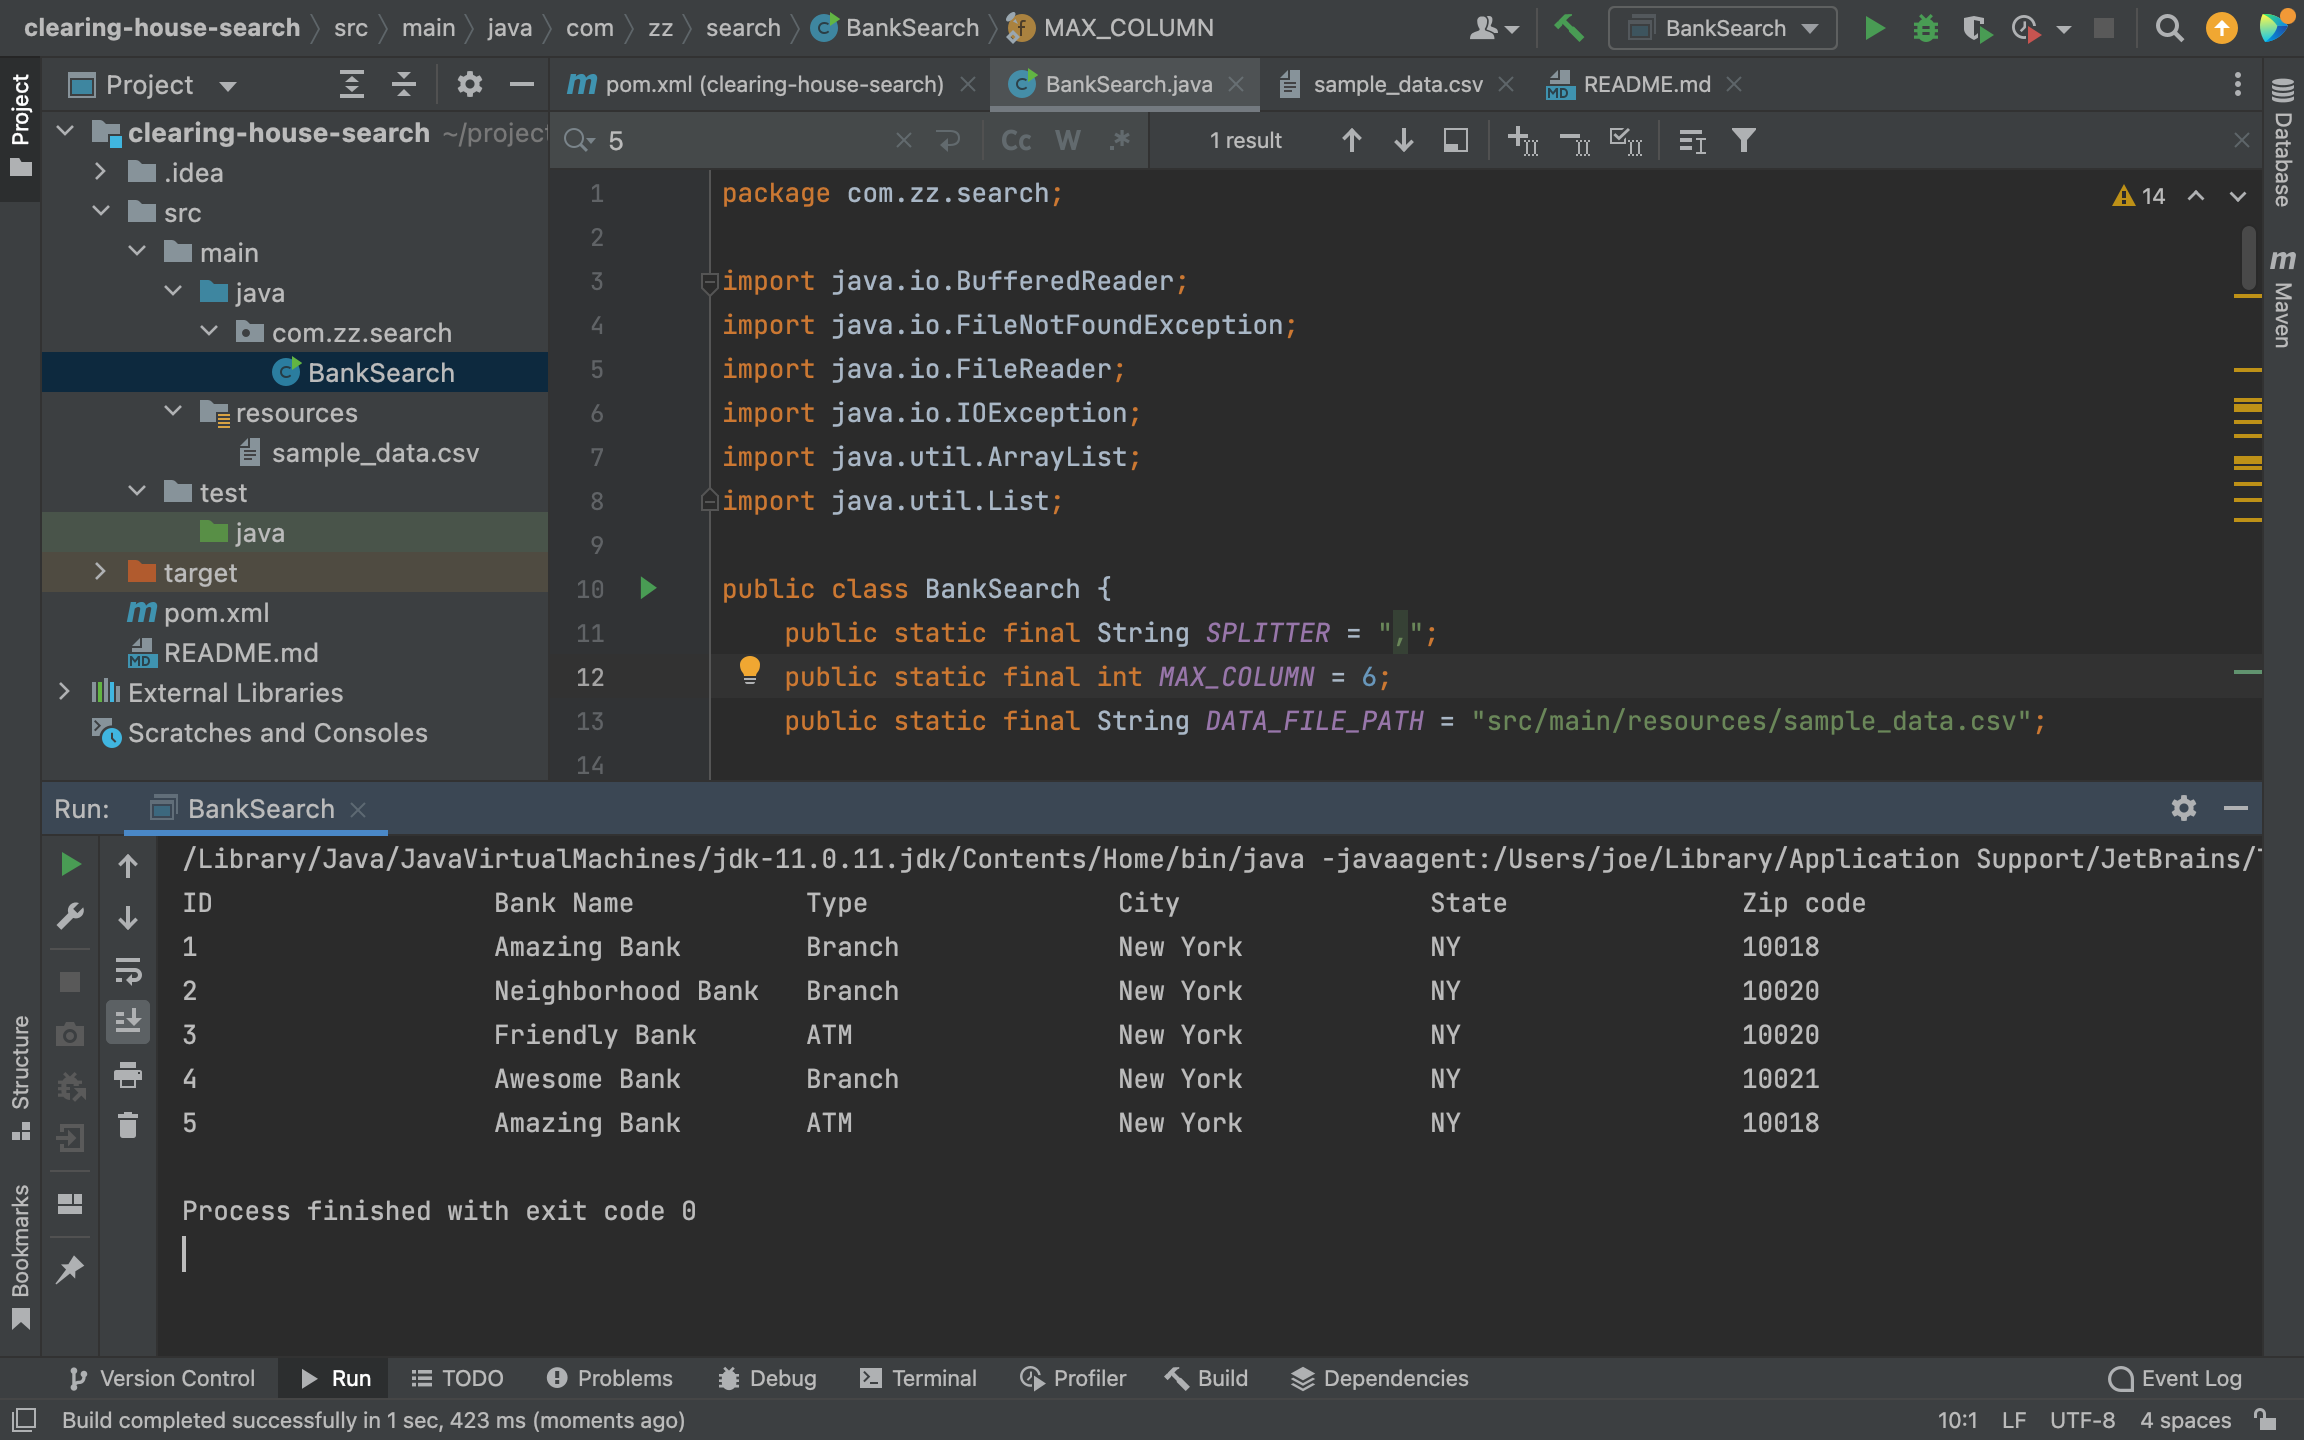 clearing-house-search src main java com zz search BankSearch MAX_COLUMN BankSearch
Project pom.xml (clearing-house-search) BankSearch.java sample_data.csv README.md
Project
clearing-house-search ~/project
.idea
src
main
java
com.zz.search
BankSearch
resources
sample_data.csv
test
java
target
pom.xml
README.md
External Libraries
Scratches and Consoles
5 Cc W .* 1 result
14
1 package com.zz.search;
2
3 import java.io.BufferedReader;
4 import java.io.FileNotFoundException;
5 import java.io.FileReader;
6 import java.io.IOException;
7 import java.util.ArrayList;
8 import java.util.List;
9
10 public class BankSearch {
11 public static final String SPLITTER = ",";
12 public static final int MAX_COLUMN = 6;
13 public static final String DATA_FILE_PATH = "src/main/resources/sample_data.csv";
14
Database
Maven
Run: BankSearch
/Library/Java/JavaVirtualMachines/jdk-11.0.11.jdk/Contents/Home/bin/java -javaagent:/Users/joe/Library/Application Support/JetBrains/
ID Bank Name Type City State Zip code
1 Amazing Bank Branch New York NY 10018
2 Neighborhood Bank Branch New York NY 10020
3 Friendly Bank ATM New York NY 10020
4 Awesome Bank Branch New York NY 10021
5 Amazing Bank ATM New York NY 10018
Process finished with exit code 0
Structure
Bookmarks
Version Control Run TODO Problems Debug Terminal Profiler Build Dependencies Event Log
Build completed successfully in 1 sec, 423 ms (moments ago) 10:1 LF UTF-8 4 spaces